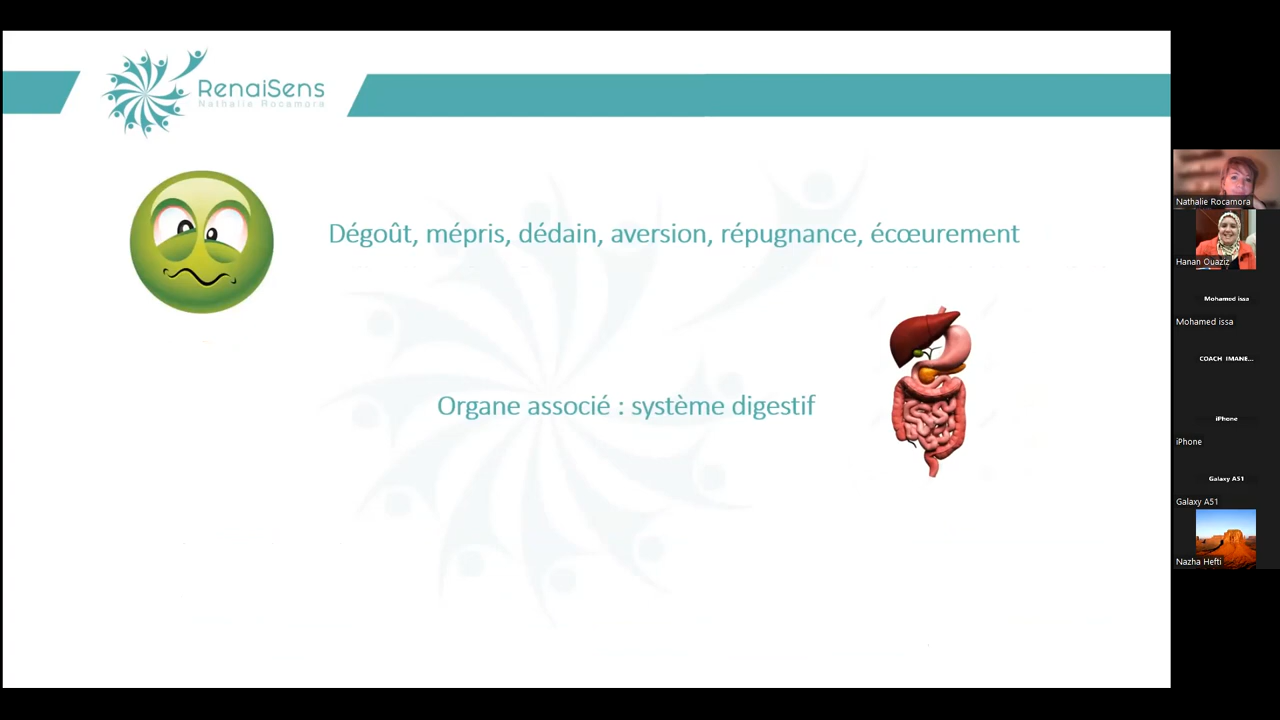 RenaiSens
Nathalie Rocamora
Dégoût, mépris, dédain, aversion, répugnance, écœurement
Organe associé : système digestif
Nathalie Rocamora
Hanan Ouaziz
Mohamed issa
Mohamed issa
COACH IMANE...
iPhone
iPhone
Galaxy A51
Galaxy A51
Nazha Hefti